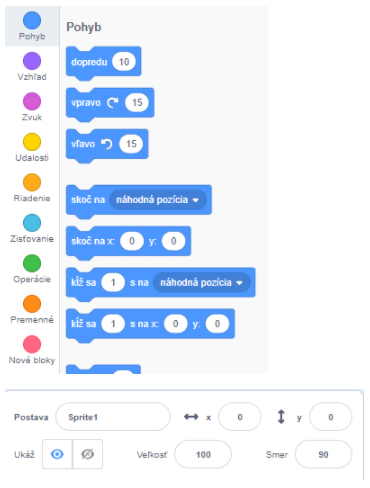 Pohyb
Vzhľad
Zvuk
Udalosti
Riadenie
Zisťovanie
Operácie
Premenné
Nové bloky
Pohyb
dopredu 10
vpravo 15
vľavo 15
skoč na náhodná pozícia
skoč na x: 0 y: 0
kĺž sa 1 s na náhodná pozícia
kĺž sa 1 s na x: 0 y: 0
Postava Sprite1 x 0 y 0
Ukáž Veľkosť 100 Smer 90